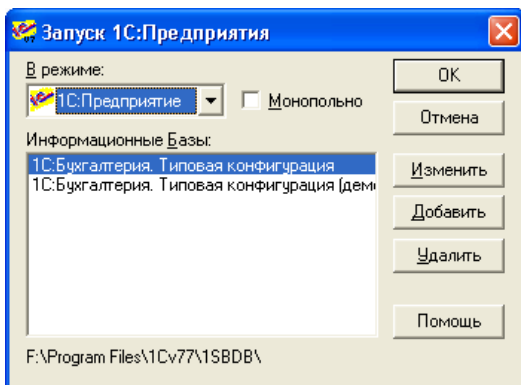 Запуск 1С:Предприятия
В режиме:
1С:Предприятие
Монопольно
Информационные Базы:
1С:Бухгалтерия. Типовая конфигурация
1С:Бухгалтерия. Типовая конфигурация (дем
OK
Отмена
Изменить
Добавить
Удалить
Помощь
F:\Program Files\1Cv77\1SBDB\